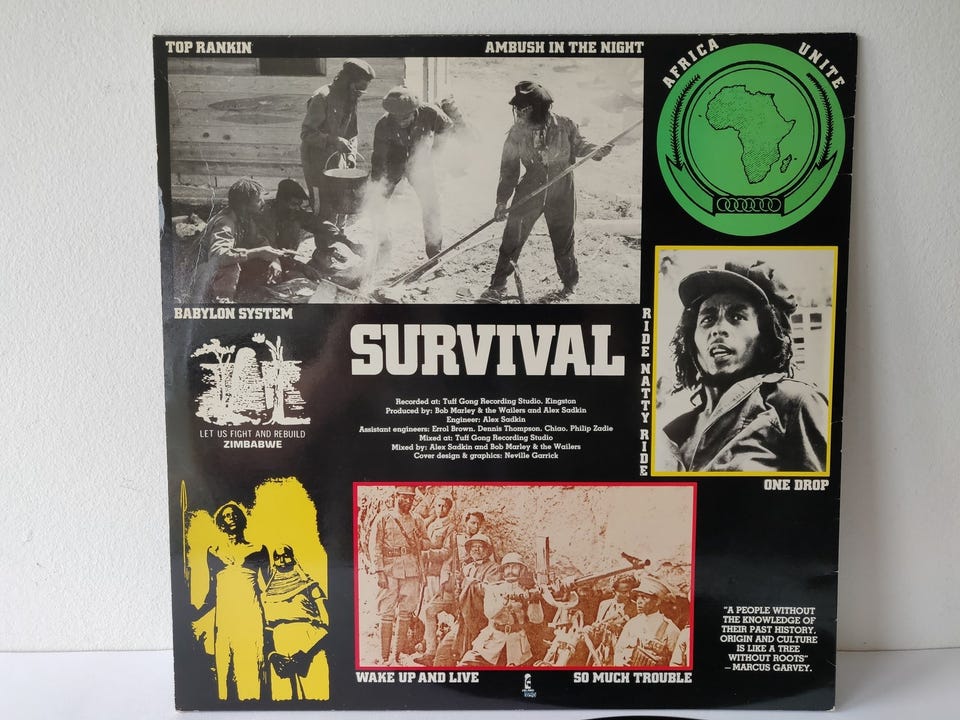 TOP RANKIN
AMBUSH IN THE NIGHT
AFRICA UNITE
BABYLON SYSTEM
SURVIVAL
RIDE NATTY RIDE
Recorded at: Tuff Gong Recording Studio, Kingston
Produced by: Bob Marley & the Wailers and Alex Sadkin
Engineer: Alex Sadkin
Assistant engineers: Errol Brown, Dennis Thompson, Chiao, Philip Zadie
Mixed at: Tuff Gong Recording Studio
Mixed by: Alex Sadkin and Bob Marley & the Wailers
Cover design & graphics: Neville Garrick
LET US FIGHT AND REBUILD
ZIMBABWE
ONE DROP
"A PEOPLE WITHOUT
THE KNOWLEDGE OF
THEIR PAST HISTORY,
ORIGIN AND CULTURE
IS LIKE A TREE
WITHOUT ROOTS"
– MARCUS GARVEY.
WAKE UP AND LIVE
SO MUCH TROUBLE